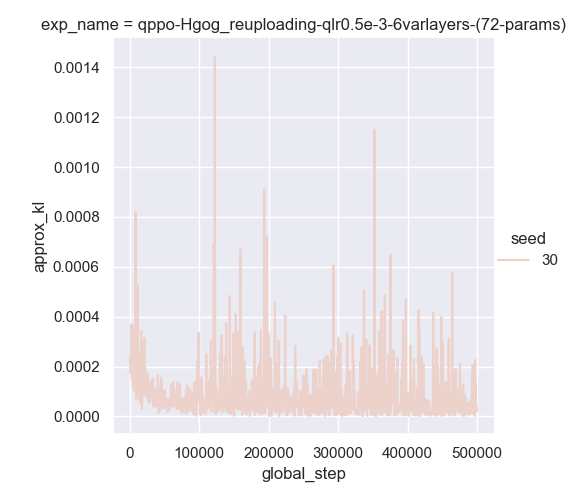 exp_name = qppo-Hgog_reuploading-qlr0.5e-3-6varlayers-(72-params)
0.0014
0.0012
0.0010
0.0008
0.0006
0.0004
0.0002
0.0000
approx_kl
0 100000 200000 300000 400000 500000
global_step
seed
30